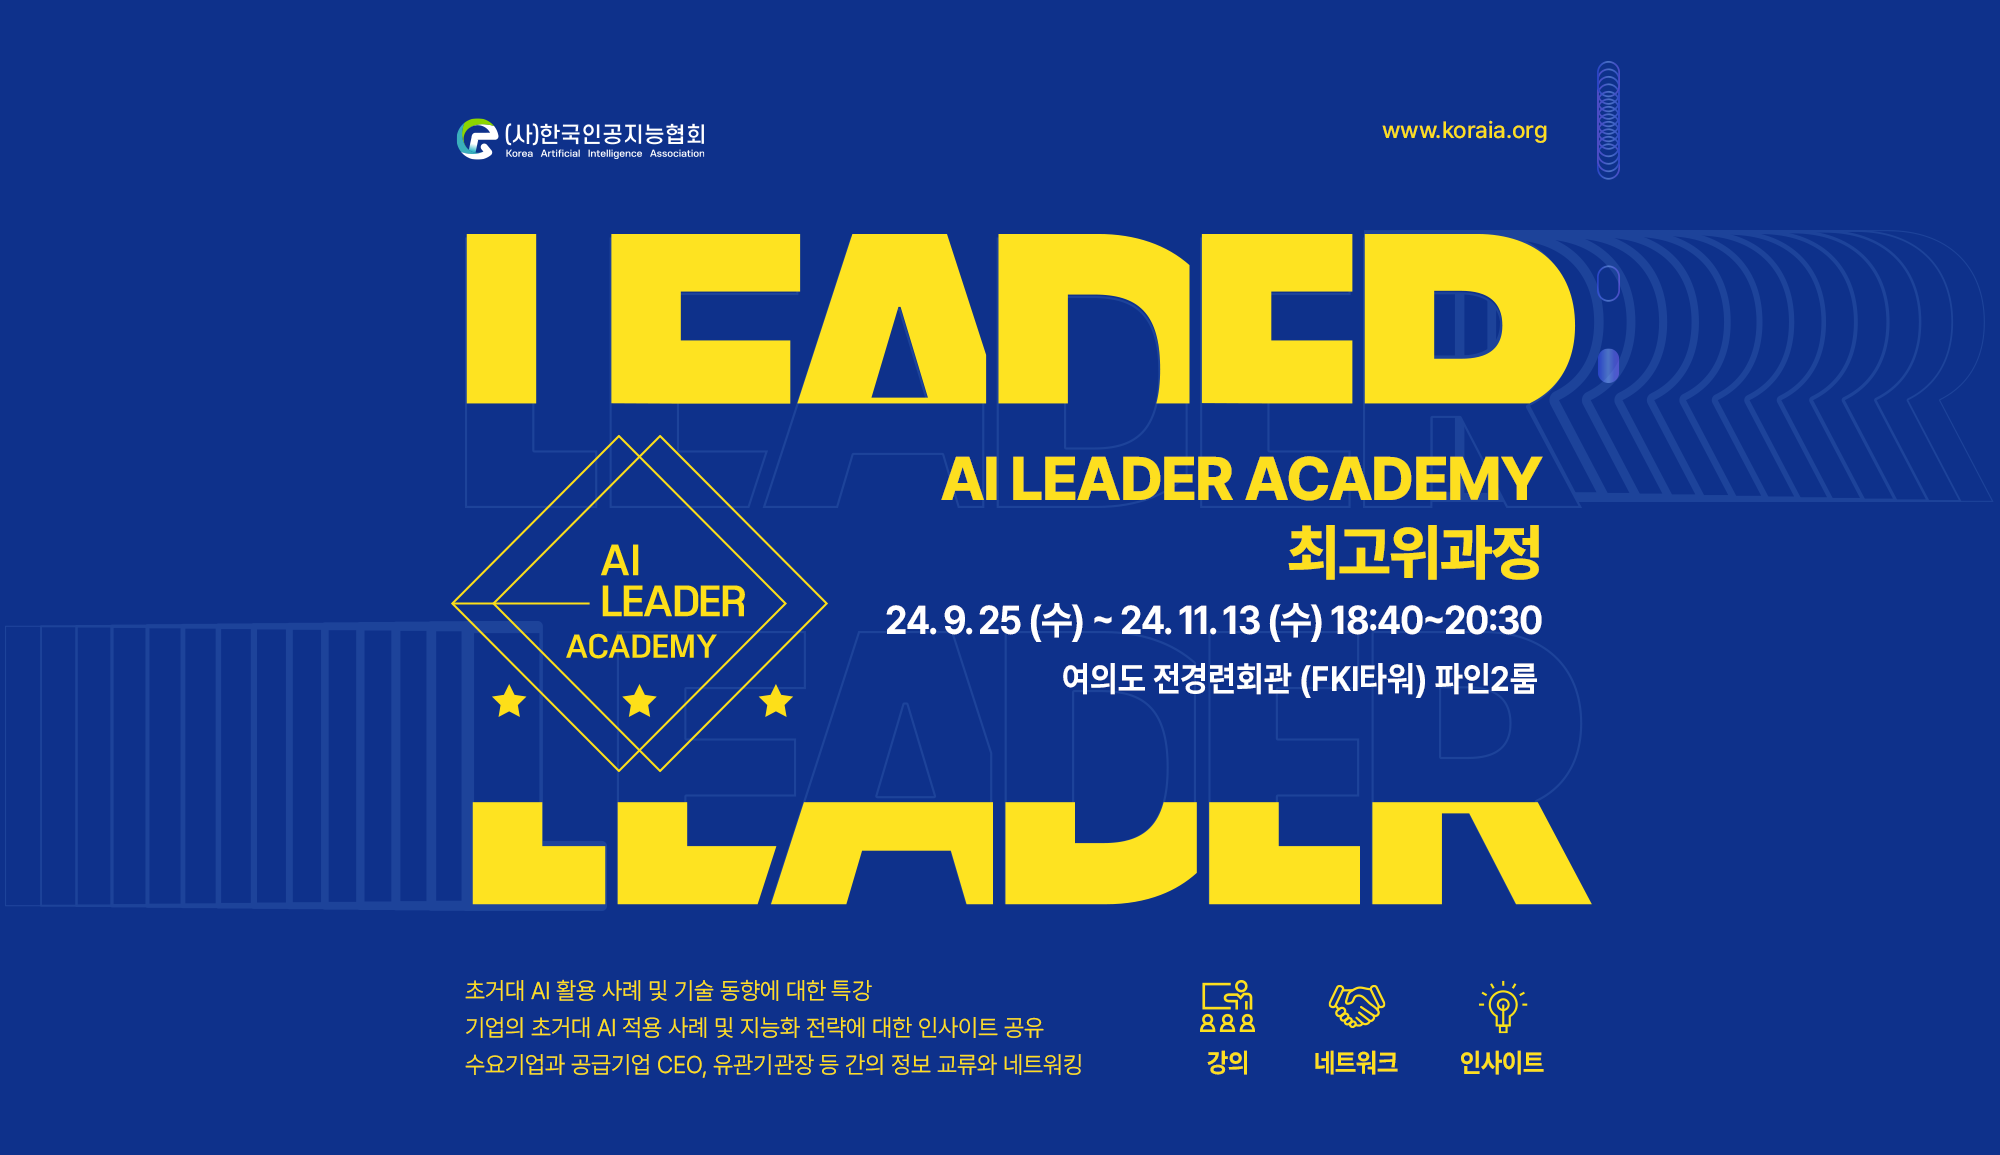 (사)한국인공지능협회
Korea Artificial Intelligence Association
www.koraia.org
LEADER
AI LEADER ACADEMY
최고위과정
24. 9. 25 (수) ~ 24. 11. 13 (수) 18:40~20:30
여의도 전경련회관 (FKI타워) 파인2룸
AI
LEADER
ACADEMY
LEADER
초거대 AI 활용 사례 및 기술 동향에 대한 특강
기업의 초거대 AI 적용 사례 및 지능화 전략에 대한 인사이트 공유
수요기업과 공급기업 CEO, 유관기관장 등 간의 정보 교류와 네트워킹
강의
네트워크
인사이트